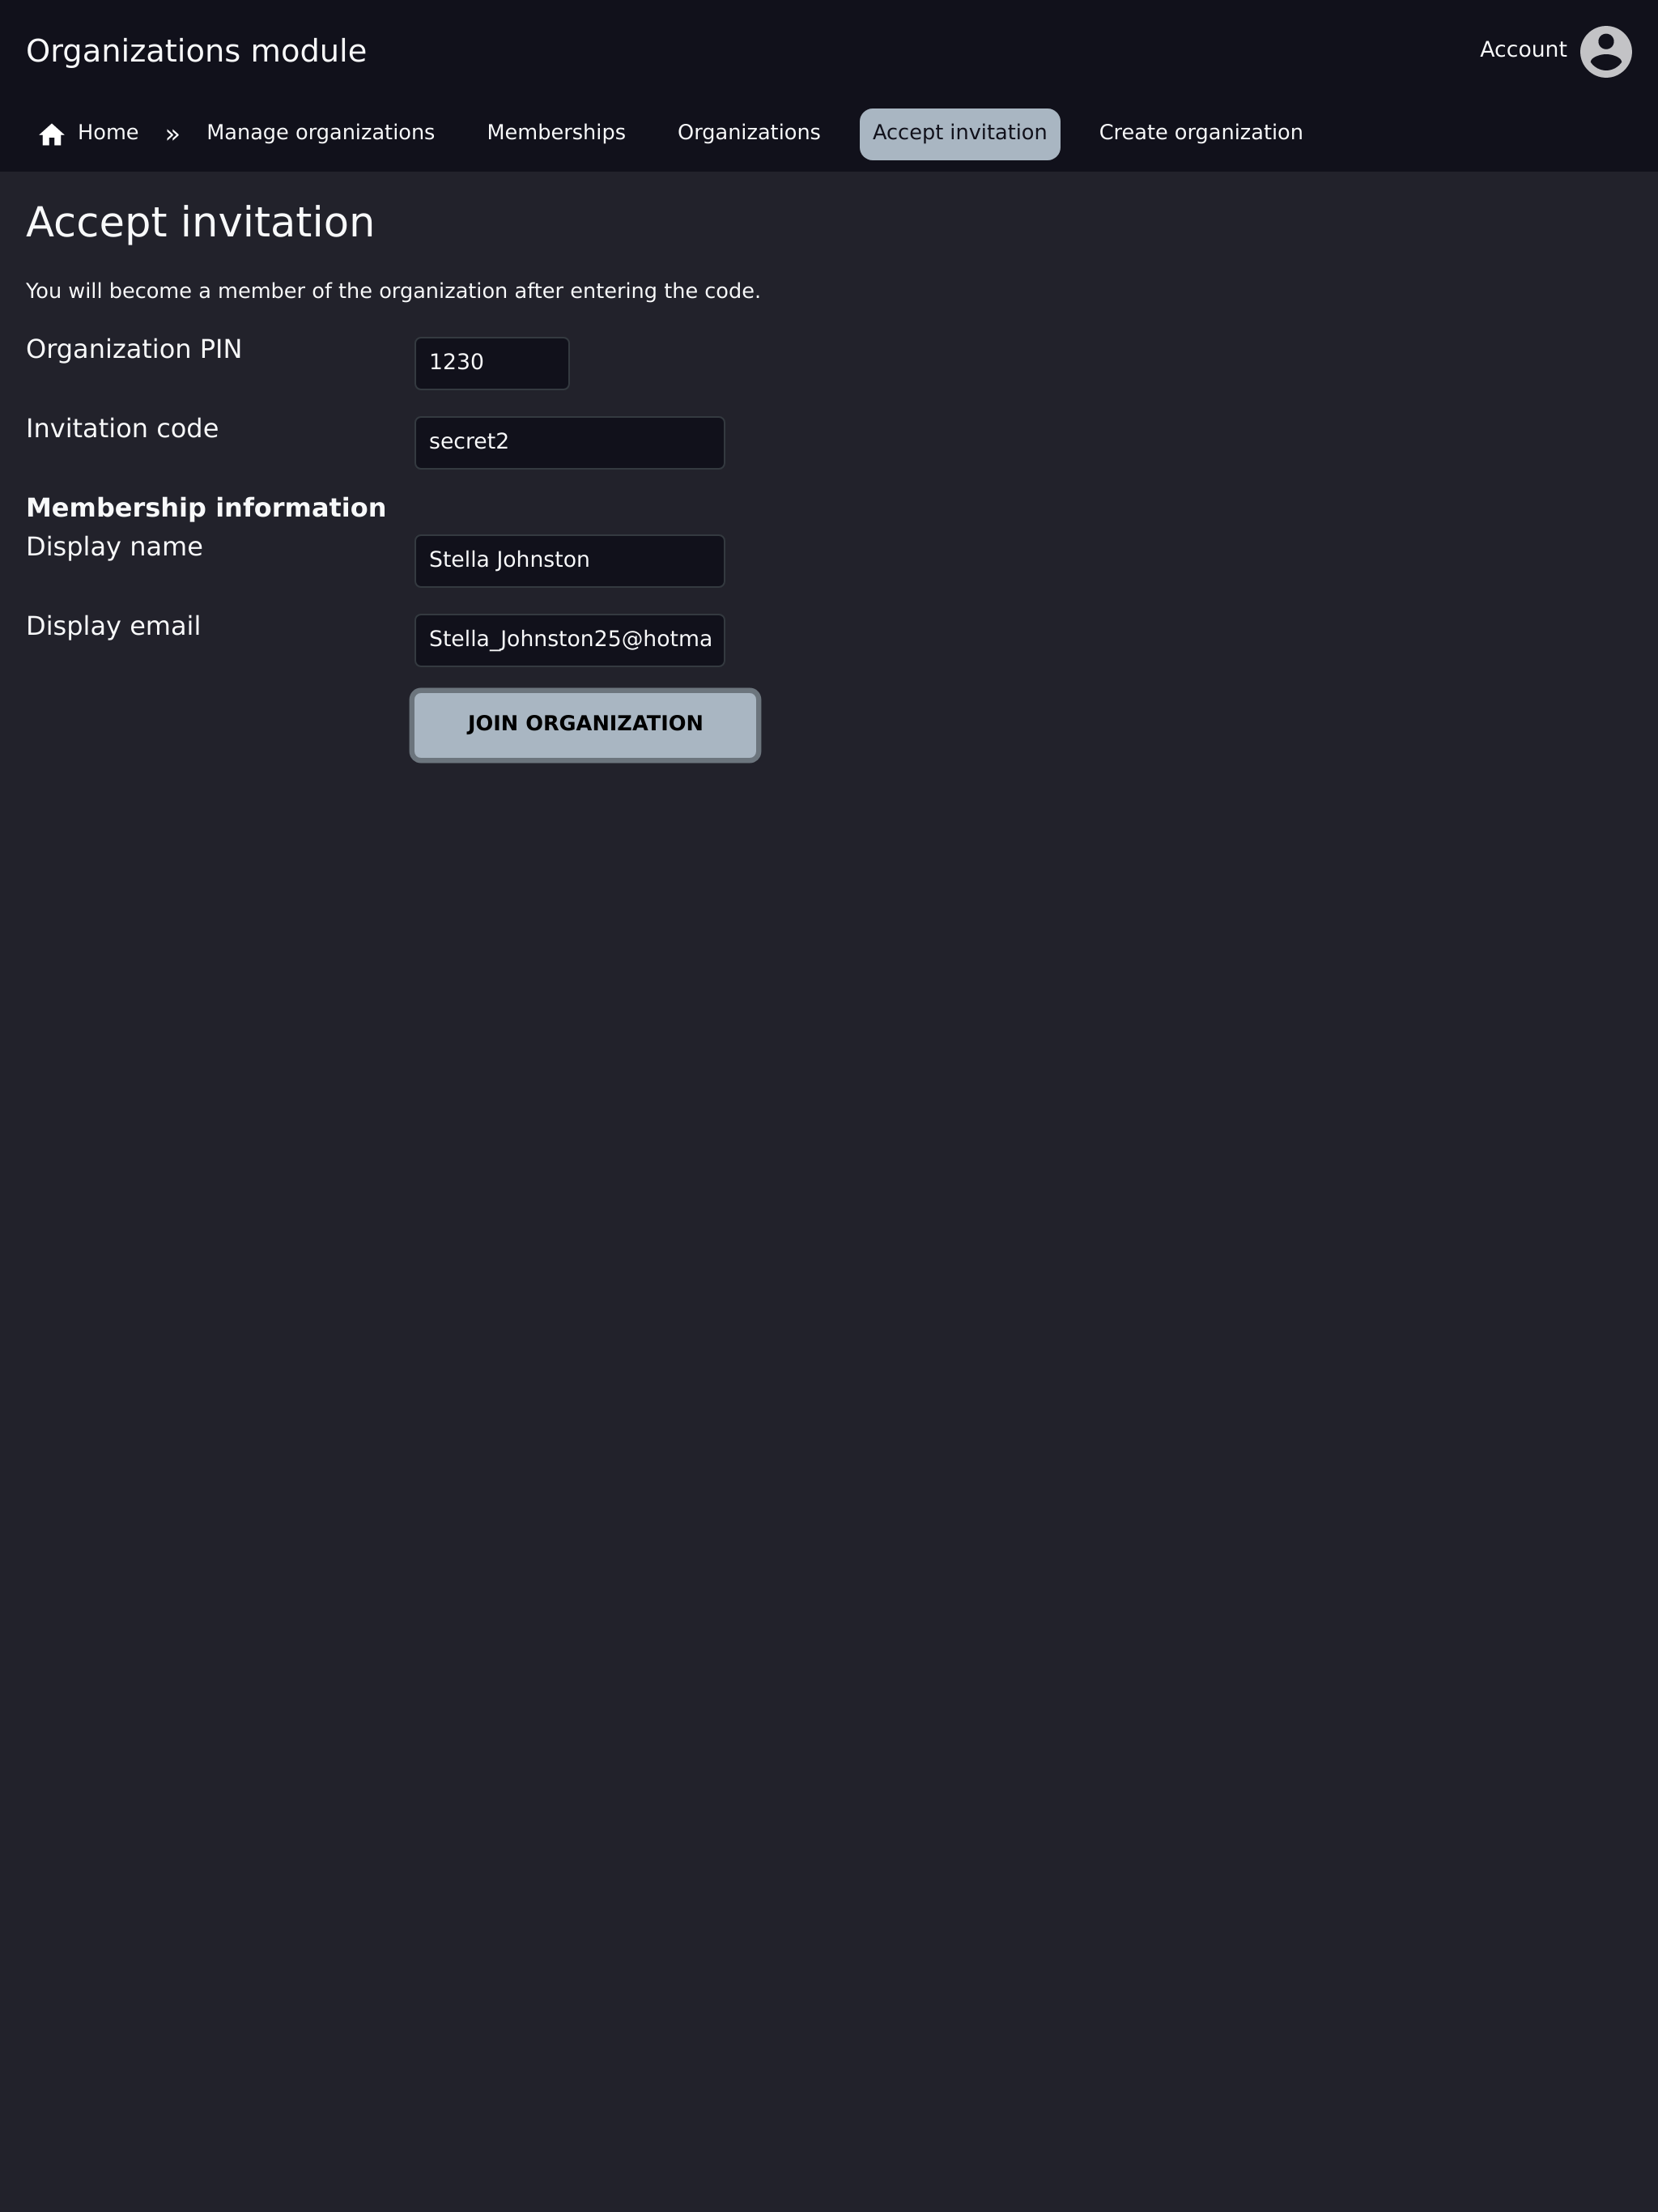 Organizations module
Account
Home » Manage organizations Memberships Organizations Accept invitation Create organization
Accept invitation
You will become a member of the organization after entering the code.
Organization PIN
1230
Invitation code
secret2
Membership information
Display name
Stella Johnston
Display email
Stella_Johnston25@hotma
JOIN ORGANIZATION